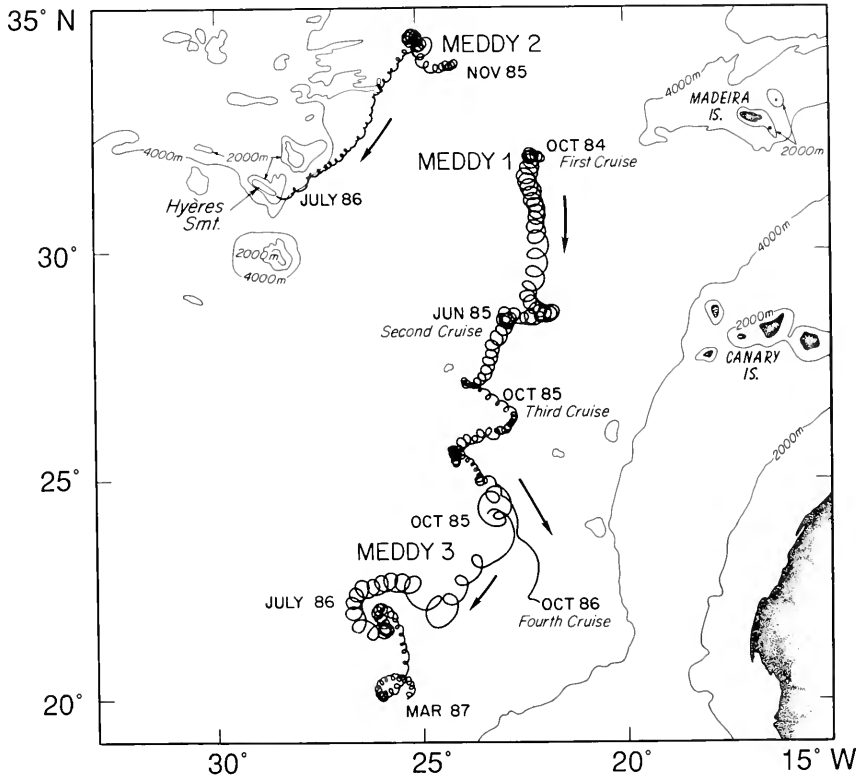 35° N
MEDDY 2
NOV 85
4000m
MADEIRA
IS.
2000m
4000m
2000m
MEDDY 1
OCT 84
First Cruise
Hyères
Smt.
JULY 86
2000m
4000m
30°
4000m
JUN 85
Second Cruise
2000m
CANARY
IS.
OCT 85
Third Cruise
2000m
25°
OCT 85
MEDDY 3
JULY 86
OCT 86
Fourth Cruise
20°
MAR 87
30°
25°
20°
15° W